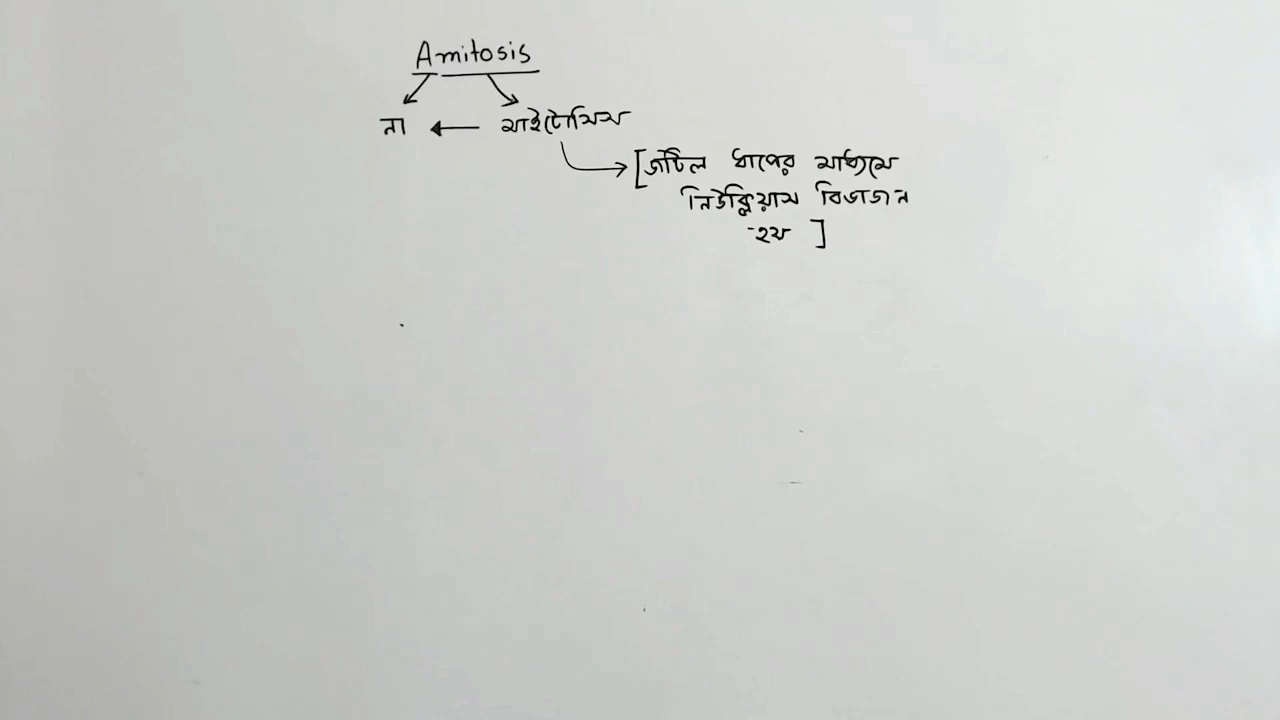 Amitosis
না ← মাইটোসিস
[জটিল ধাপের মাধ্যমে
নিউক্লিয়াস বিভাজন
হয় ]